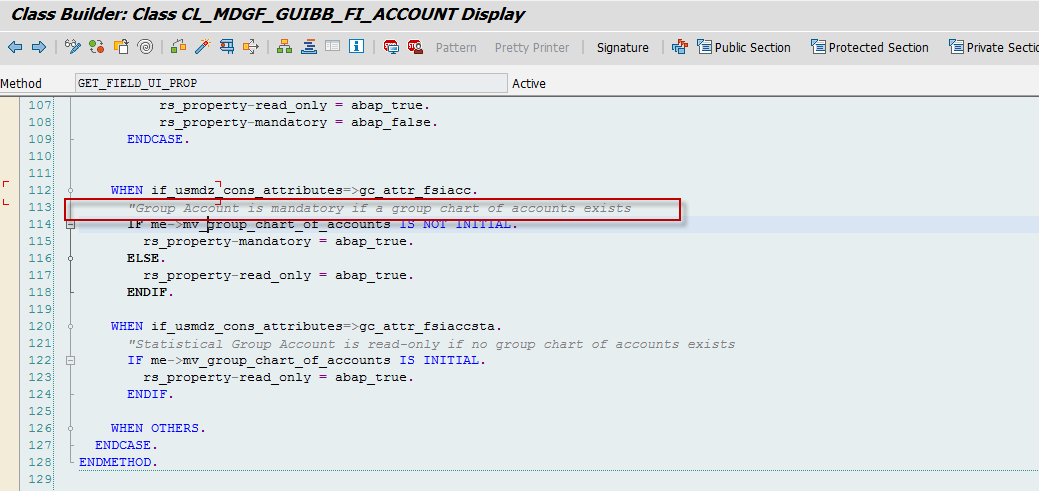 Class Builder: Class CL_MDGF_GUIBB_FI_ACCOUNT Display
Pattern Pretty Printer Signature Public Section Protected Section Private Sectio
Method GET_FIELD_UI_PROP Active
107 rs_property-read_only = abap_true.
108 rs_property-mandatory = abap_false.
109 ENDCASE.
110
111
112 WHEN if_usmdz_cons_attributes=>gc_attr_fsiacc.
113 "Group Account is mandatory if a group chart of accounts exists
114 IF me->mv_group_chart_of_accounts IS NOT INITIAL.
115 rs_property-mandatory = abap_true.
116 ELSE.
117 rs_property-read_only = abap_true.
118 ENDIF.
119
120 WHEN if_usmdz_cons_attributes=>gc_attr_fsiaccsta.
121 "Statistical Group Account is read-only if no group chart of accounts exists
122 IF me->mv_group_chart_of_accounts IS INITIAL.
123 rs_property-read_only = abap_true.
124 ENDIF.
125
126 WHEN OTHERS.
127 ENDCASE.
128 ENDMETHOD.
129